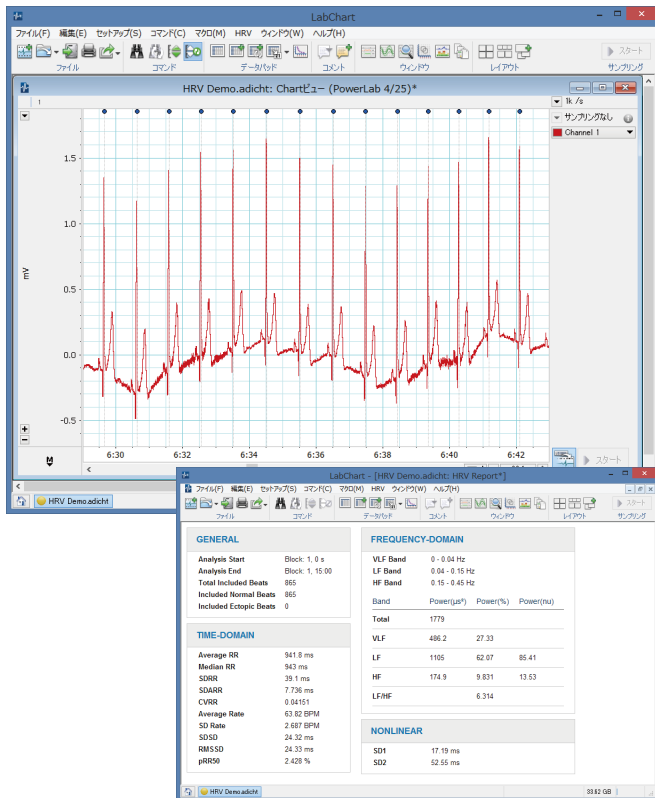 LabChart
ファイル(F) 編集(E) セットアップ(S) コマンド(C) マクロ(M) HRV ウィンドウ(W) ヘルプ(H)
スタート
ファイル コマンド データパッド コメント ウィンドウ レイアウト サンプリング
HRV Demo.adicht: Chartビュー (PowerLab 4/25)*
1
1k /s
サンプリングなし
Channel 1
1.5
1.0
mV
0.5
0.0
-0.5
M
6:30 6:32 6:34 6:36 6:38 6:40 6:42
スタート
HRV Demo.adicht
LabChart - [HRV Demo.adicht: HRV Report*]
ファイル(F) 編集(E) セットアップ(S) コマンド(C) マクロ(M) HRV ウィンドウ(W) ヘルプ(H)
スタート
ファイル コマンド データパッド コメント ウィンドウ レイアウト サンプリング
GENERAL
Analysis Start Block: 1, 0 s
Analysis End Block: 1, 15:00
Total Included Beats 865
Included Normal Beats 865
Included Ectopic Beats 0
TIME-DOMAIN
Average RR 941.8 ms
Median RR 943 ms
SDRR 39.1 ms
SDARR 7.736 ms
CVRR 0.04151
Average Rate 63.82 BPM
SD Rate 2.687 BPM
SDSD 24.32 ms
RMSSD 24.33 ms
pRR50 2.428 %
FREQUENCY-DOMAIN
VLF Band 0 - 0.04 Hz
LF Band 0.04 - 0.15 Hz
HF Band 0.15 - 0.45 Hz
Band Power(μs²) Power(%) Power(nu)
Total 1779
VLF 486.2 27.33
LF 1105 62.07 85.41
HF 174.9 9.831 13.53
LF/HF 6.314
NONLINEAR
SD1 17.19 ms
SD2 52.55 ms
HRV Demo.adicht
33.52 GB